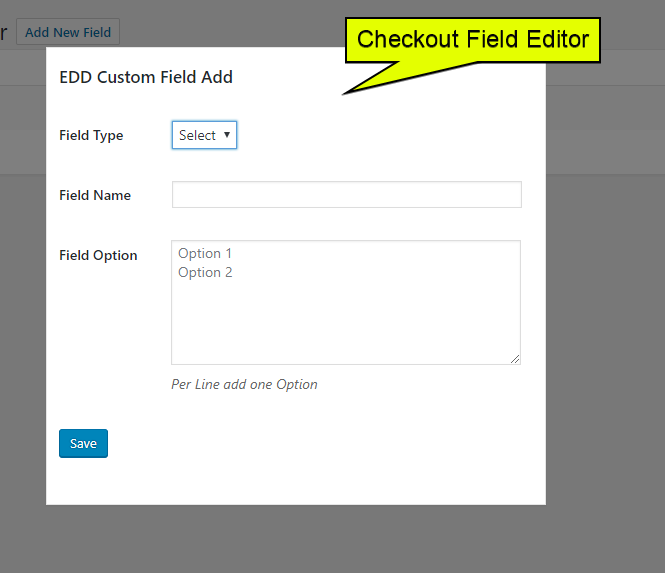 r Add New Field
Checkout Field Editor
EDD Custom Field Add
Field Type Select
Field Name
Field Option
Option 1
Option 2
Per Line add one Option
Save